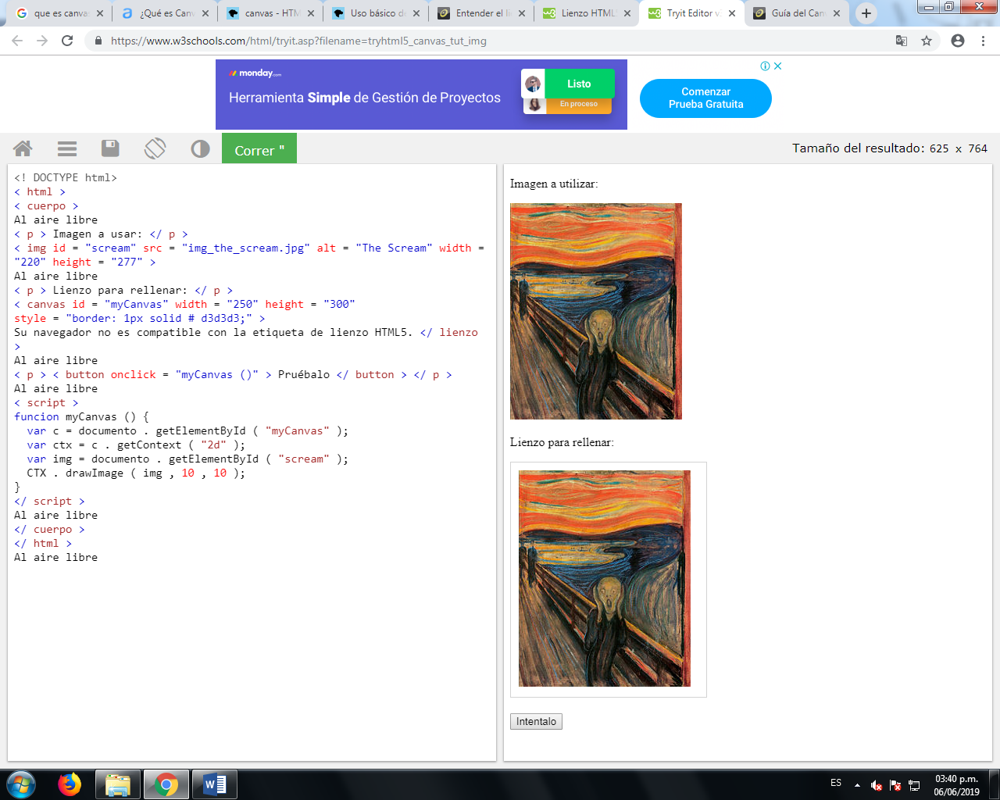 que es canvas
¿Qué es Canv
canvas - HTM
Uso básico de
Entender el li
Lienzo HTML5
Tryit Editor v3
Guía del Can
https://www.w3schools.com/html/tryit.asp?filename=tryhtml5_canvas_tut_img
monday.com
Herramienta Simple de Gestión de Proyectos
Listo
En proceso
Comenzar
Prueba Gratuita
Correr "
Tamaño del resultado: 625 x 764
<! DOCTYPE html>
< html >
< cuerpo >
Al aire libre
< p > Imagen a usar: </ p >
< img id = "scream" src = "img_the_scream.jpg" alt = "The Scream" width =
"220" height = "277" >
Al aire libre
< p > Lienzo para rellenar: </ p >
< canvas id = "myCanvas" width = "250" height = "300"
style = "border: 1px solid # d3d3d3;" >
Su navegador no es compatible con la etiqueta de lienzo HTML5. </ lienzo
>
Al aire libre
< p > < button onclick = "myCanvas ()" > Pruébalo </ button > </ p >
Al aire libre
< script >
funcion myCanvas () {
var c = documento . getElementById ( "myCanvas" );
var ctx = c . getContext ( "2d" );
var img = documento . getElementById ( "scream" );
CTX . drawImage ( img , 10 , 10 );
}
</ script >
Al aire libre
</ cuerpo >
</ html >
Al aire libre
Imagen a utilizar:
Lienzo para rellenar:
Intentalo
ES
03:40 p.m.
06/06/2019